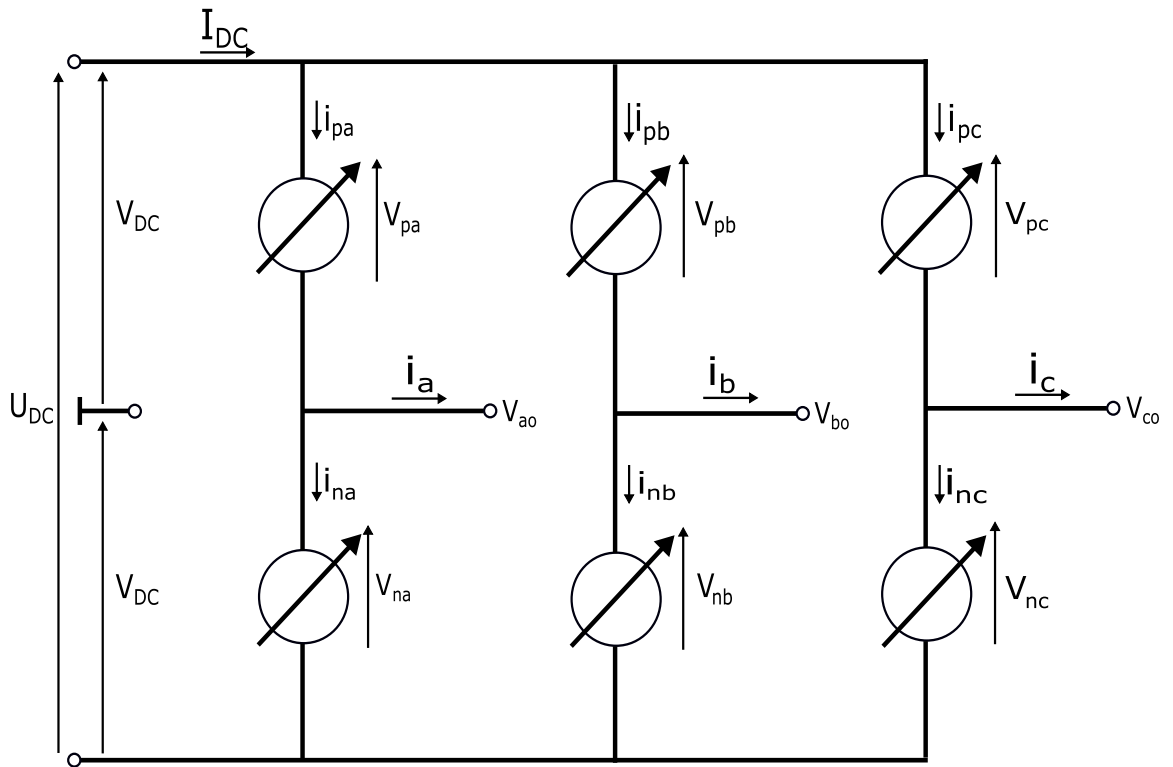 I_DC
i_pa
i_pb
i_pc
V_DC
V_pa
V_pb
V_pc
U_DC
i_a
V_ao
i_b
V_bo
i_c
V_co
i_na
i_nb
i_nc
V_DC
V_na
V_nb
V_nc